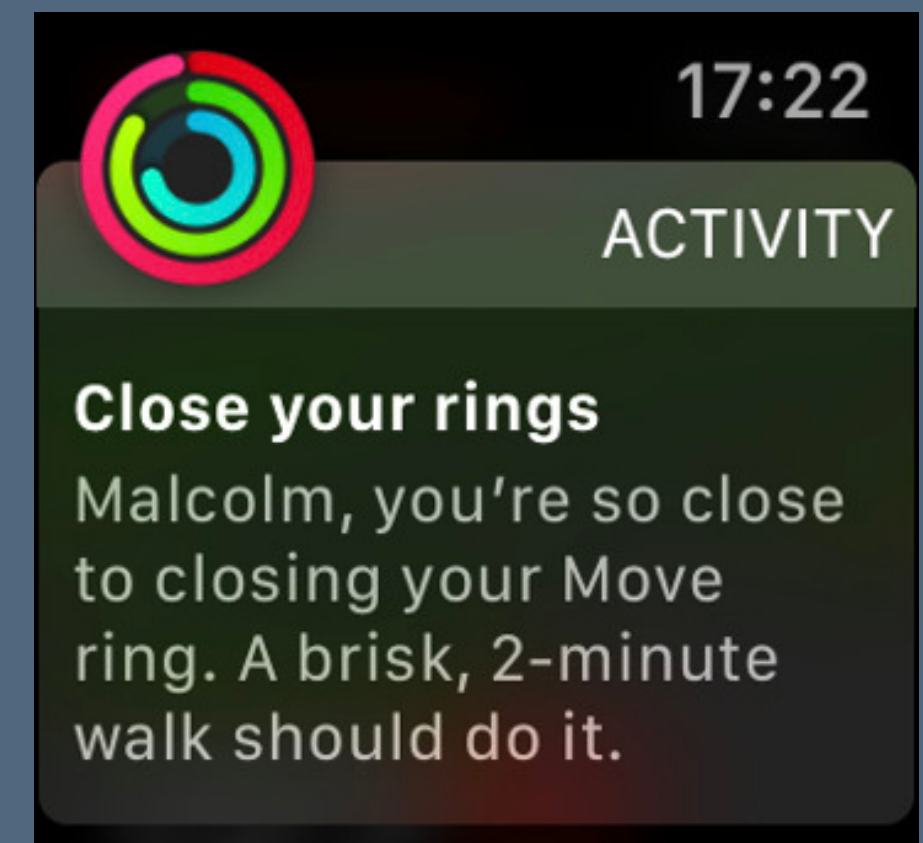 17:22
ACTIVITY
Close your rings
Malcolm, you’re so close
to closing your Move
ring. A brisk, 2-minute
walk should do it.